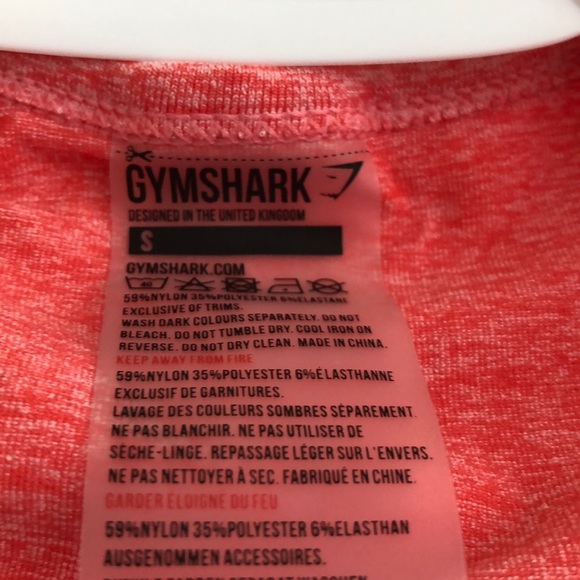 GYMSHARK
DESIGNED IN THE UNITED KINGDOM
S
GYMSHARK.COM
40
59%NYLON 35%POLYESTER 6%ELASTANE
EXCLUSIVE OF TRIMS.
WASH DARK COLOURS SEPARATELY. DO NOT
BLEACH. DO NOT TUMBLE DRY. COOL IRON ON
REVERSE. DO NOT DRY CLEAN. MADE IN CHINA.
KEEP AWAY FROM FIRE
59%NYLON 35%POLYESTER 6%ÉLASTHANNE
EXCLUSIF DE GARNITURES.
LAVAGE DES COULEURS SOMBRES SÉPAREMENT.
NE PAS BLANCHIR. NE PAS UTILISER DE
SÈCHE-LINGE. REPASSAGE LÉGER SUR L'ENVERS.
NE PAS NETTOYER À SEC. FABRIQUÉ EN CHINE.
GARDER ELOIGNE DU FEU
59%NYLON 35%POLYESTER 6%ELASTHAN
AUSGENOMMEN ACCESSOIRES.